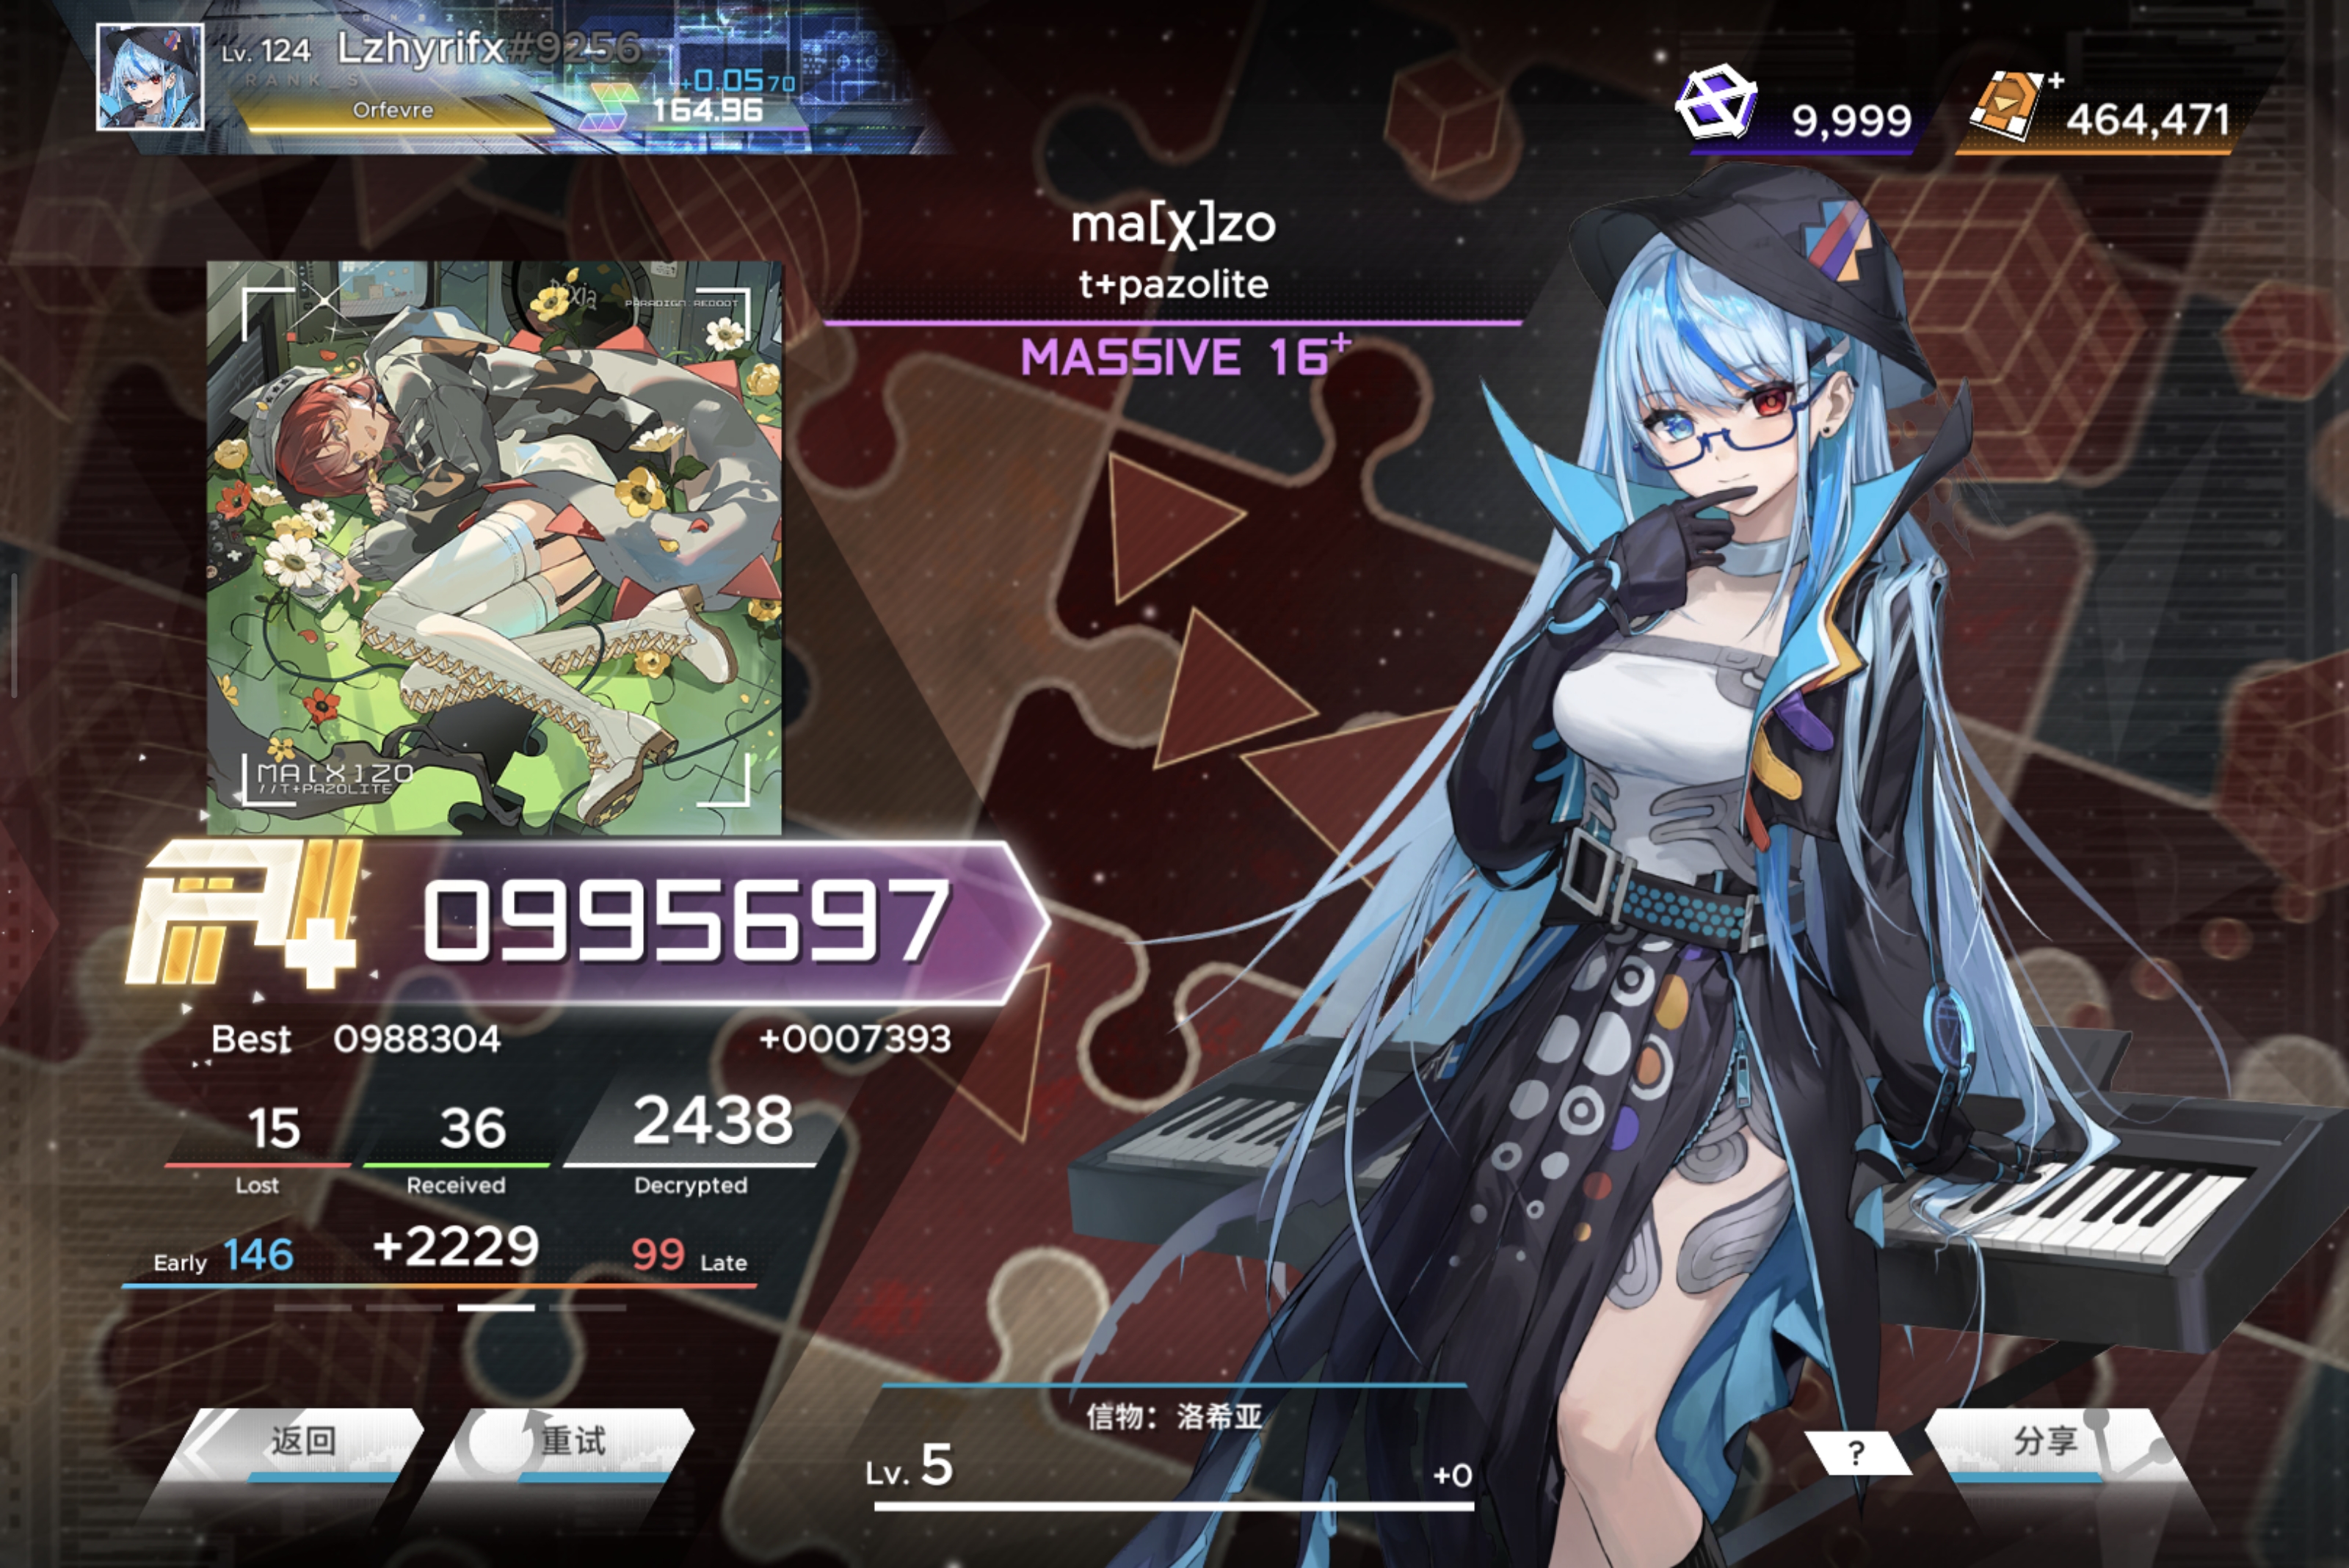 Lv. 124 Lzhyrifx#9256
RANK_S
Orfevre
+0.0570
164.96
9,999
+
464,471
ma[χ]zo
t+pazolite
MASSIVE 16+
PARADIGM: REBOOT
MA[X]ZO
//T+PAZOLITE
0995697
Best 0988304 +0007393
15 36 2438
Lost Received Decrypted
Early 146 +2229 99 Late
信物：洛希亚
Lv. 5 +0
返回
重试
?
分享